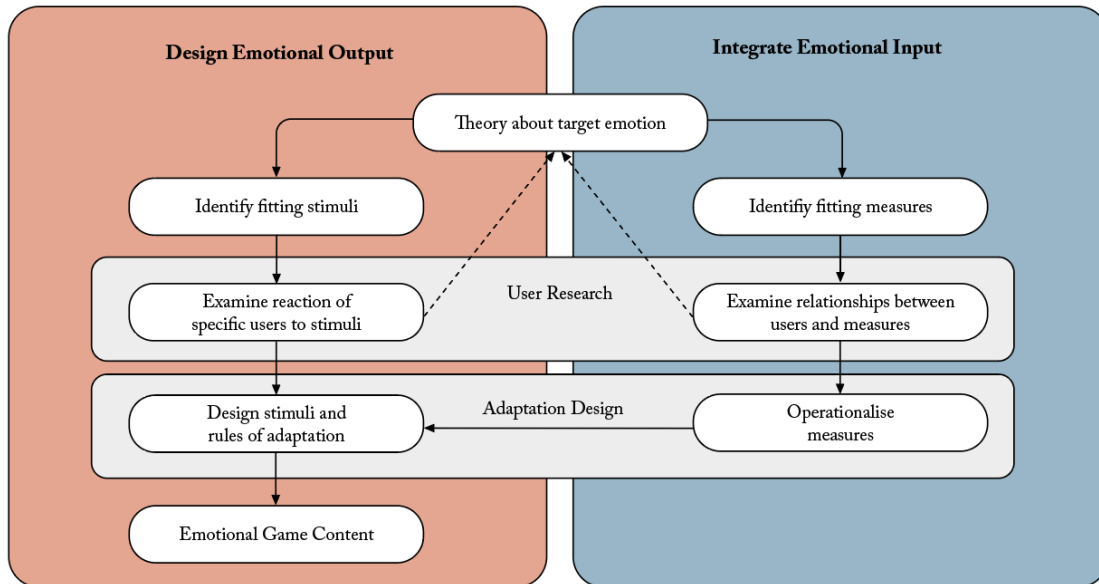 Design Emotional Output
Integrate Emotional Input
Theory about target emotion
Identify fitting stimuli
Identifiy fitting measures
User Research
Examine reaction of
specific users to stimuli
Examine relationships between
users and measures
Adaptation Design
Design stimuli and
rules of adaptation
Operationalise
measures
Emotional Game Content